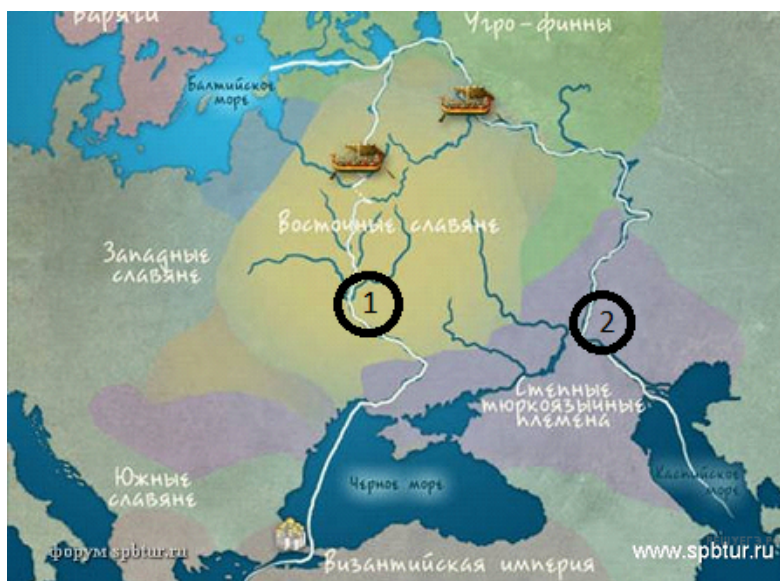 Варяги
Угро-финны
Балтийское
море
Восточные славяне
Западные
славяне
1
2
Степные
тюркоязычные
племена
Южные
славяне
Черное море
Каспийское
море
форум spbtur.ru
Византийская империя
www.spbtur.ru